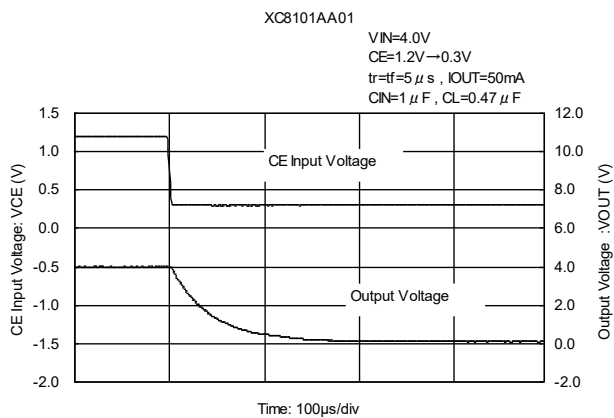 XC8101AA01
VIN=4.0V
CE=1.2V→0.3V
tr=tf=5μs , IOUT=50mA
CIN=1μF , CL=0.47μF
CE Input Voltage: VCE (V)
1.5
1.0
0.5
0.0
-0.5
-1.0
-1.5
-2.0
CE Input Voltage
Output Voltage
12.0
10.0
8.0
6.0
4.0
2.0
0.0
-2.0
Output Voltage :VOUT (V)
Time: 100μs/div